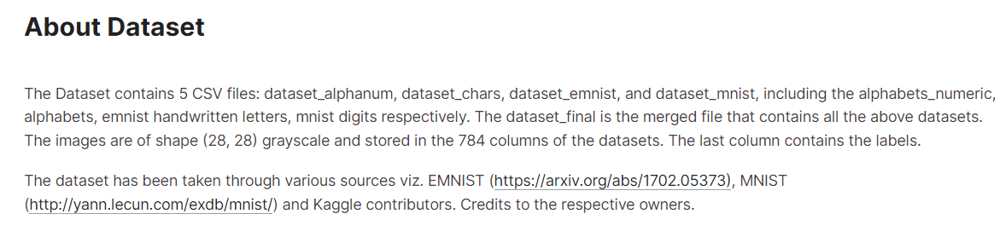 About Dataset
The Dataset contains 5 CSV files: dataset_alphanum, dataset_chars, dataset_emnist, and dataset_mnist, including the alphabets_numeric,
alphabets, emnist handwritten letters, mnist digits respectively. The dataset_final is the merged file that contains all the above datasets.
The images are of shape (28, 28) grayscale and stored in the 784 columns of the datasets. The last column contains the labels.
The dataset has been taken through various sources viz. EMNIST (https://arxiv.org/abs/1702.05373), MNIST
(http://yann.lecun.com/exdb/mnist/) and Kaggle contributors. Credits to the respective owners.